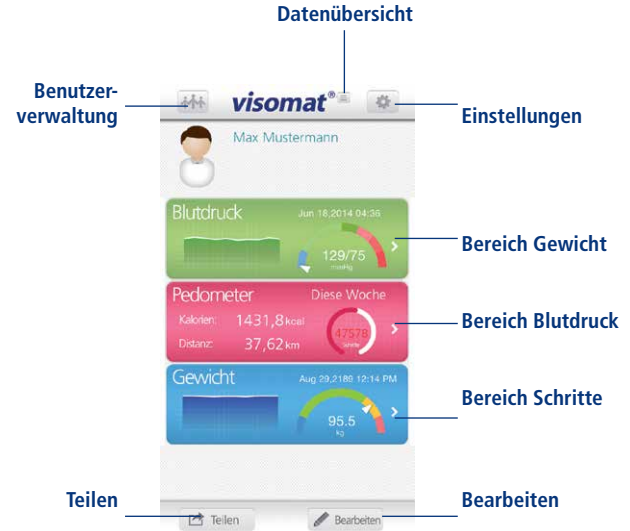 Datenübersicht
Benutzer-
verwaltung
visomat®
Einstellungen
Max Mustermann
Blutdruck
Jun 18,2014 04:36
129/75
mmHg
Bereich Gewicht
Pedometer
Diese Woche
Kalorien: 1431,8 kcal
47578
Schritte
Distanz: 37,62 km
Bereich Blutdruck
Gewicht
Aug 29,2189 12:14 PM
95.5
kg
Bereich Schritte
Teilen
Teilen
Bearbeiten
Bearbeiten